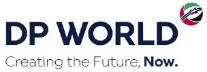 DP WORLD
Creating the Future, Now.